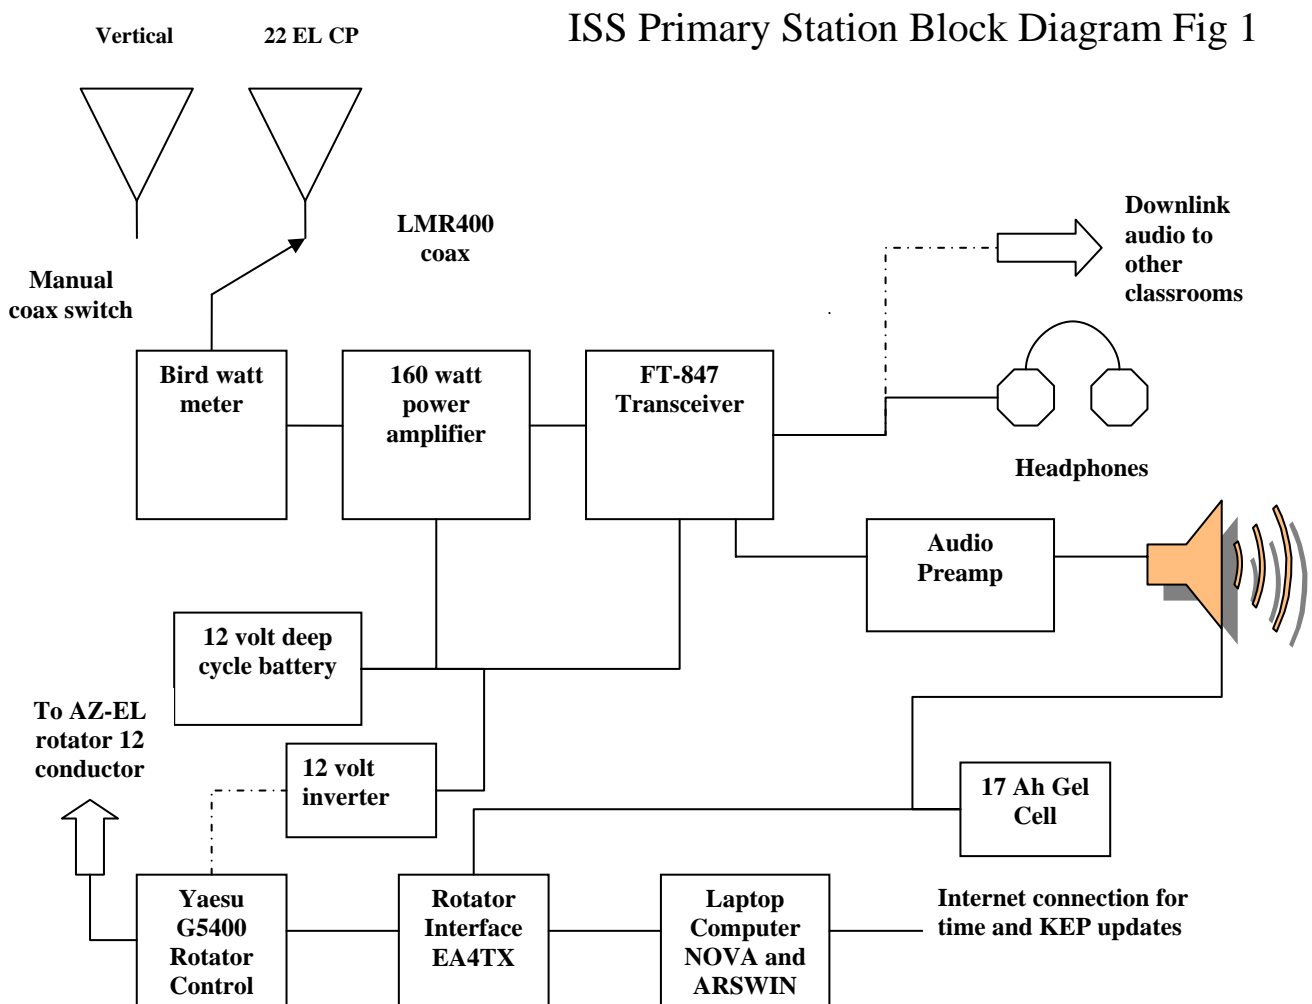 ISS Primary Station Block Diagram Fig 1
Vertical
22 EL CP
LMR400
coax
Manual
coax switch
Downlink
audio to
other
classrooms
Bird watt
meter
160 watt
power
amplifier
FT-847
Transceiver
Headphones
Audio
Preamp
12 volt deep
cycle battery
To AZ-EL
rotator 12
conductor
12 volt
inverter
17 Ah Gel
Cell
Yaesu
G5400
Rotator
Control
Rotator
Interface
EA4TX
Laptop
Computer
NOVA and
ARSWIN
Internet connection for
time and KEP updates